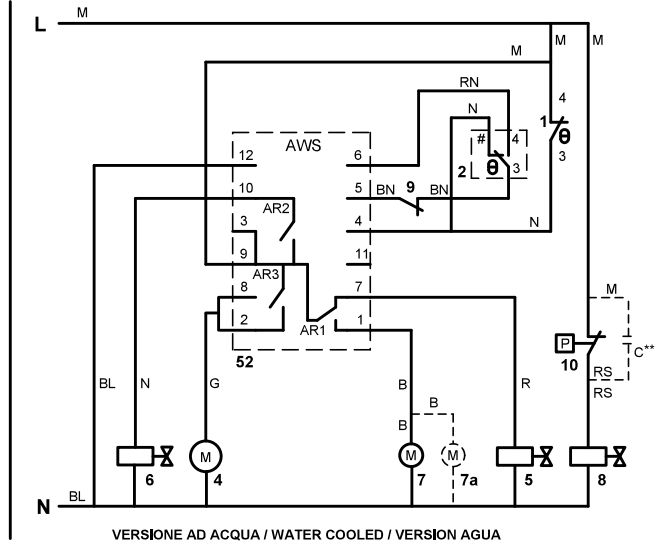 M
L
M
M
M
RN
N
4
1
θ
3
AWS
12
6
# 4
2
θ
3
10
5
BN
9
BN
AR2
3
4
N
9
11
AR3
8
7
M
2
AR1
1
P
C**
52
10
RS
BL
N
G
B
B
R
RS
B
M
M
M
6
4
7
7a
5
8
BL
N
VERSIONE AD ACQUA / WATER COOLED / VERSION AGUA